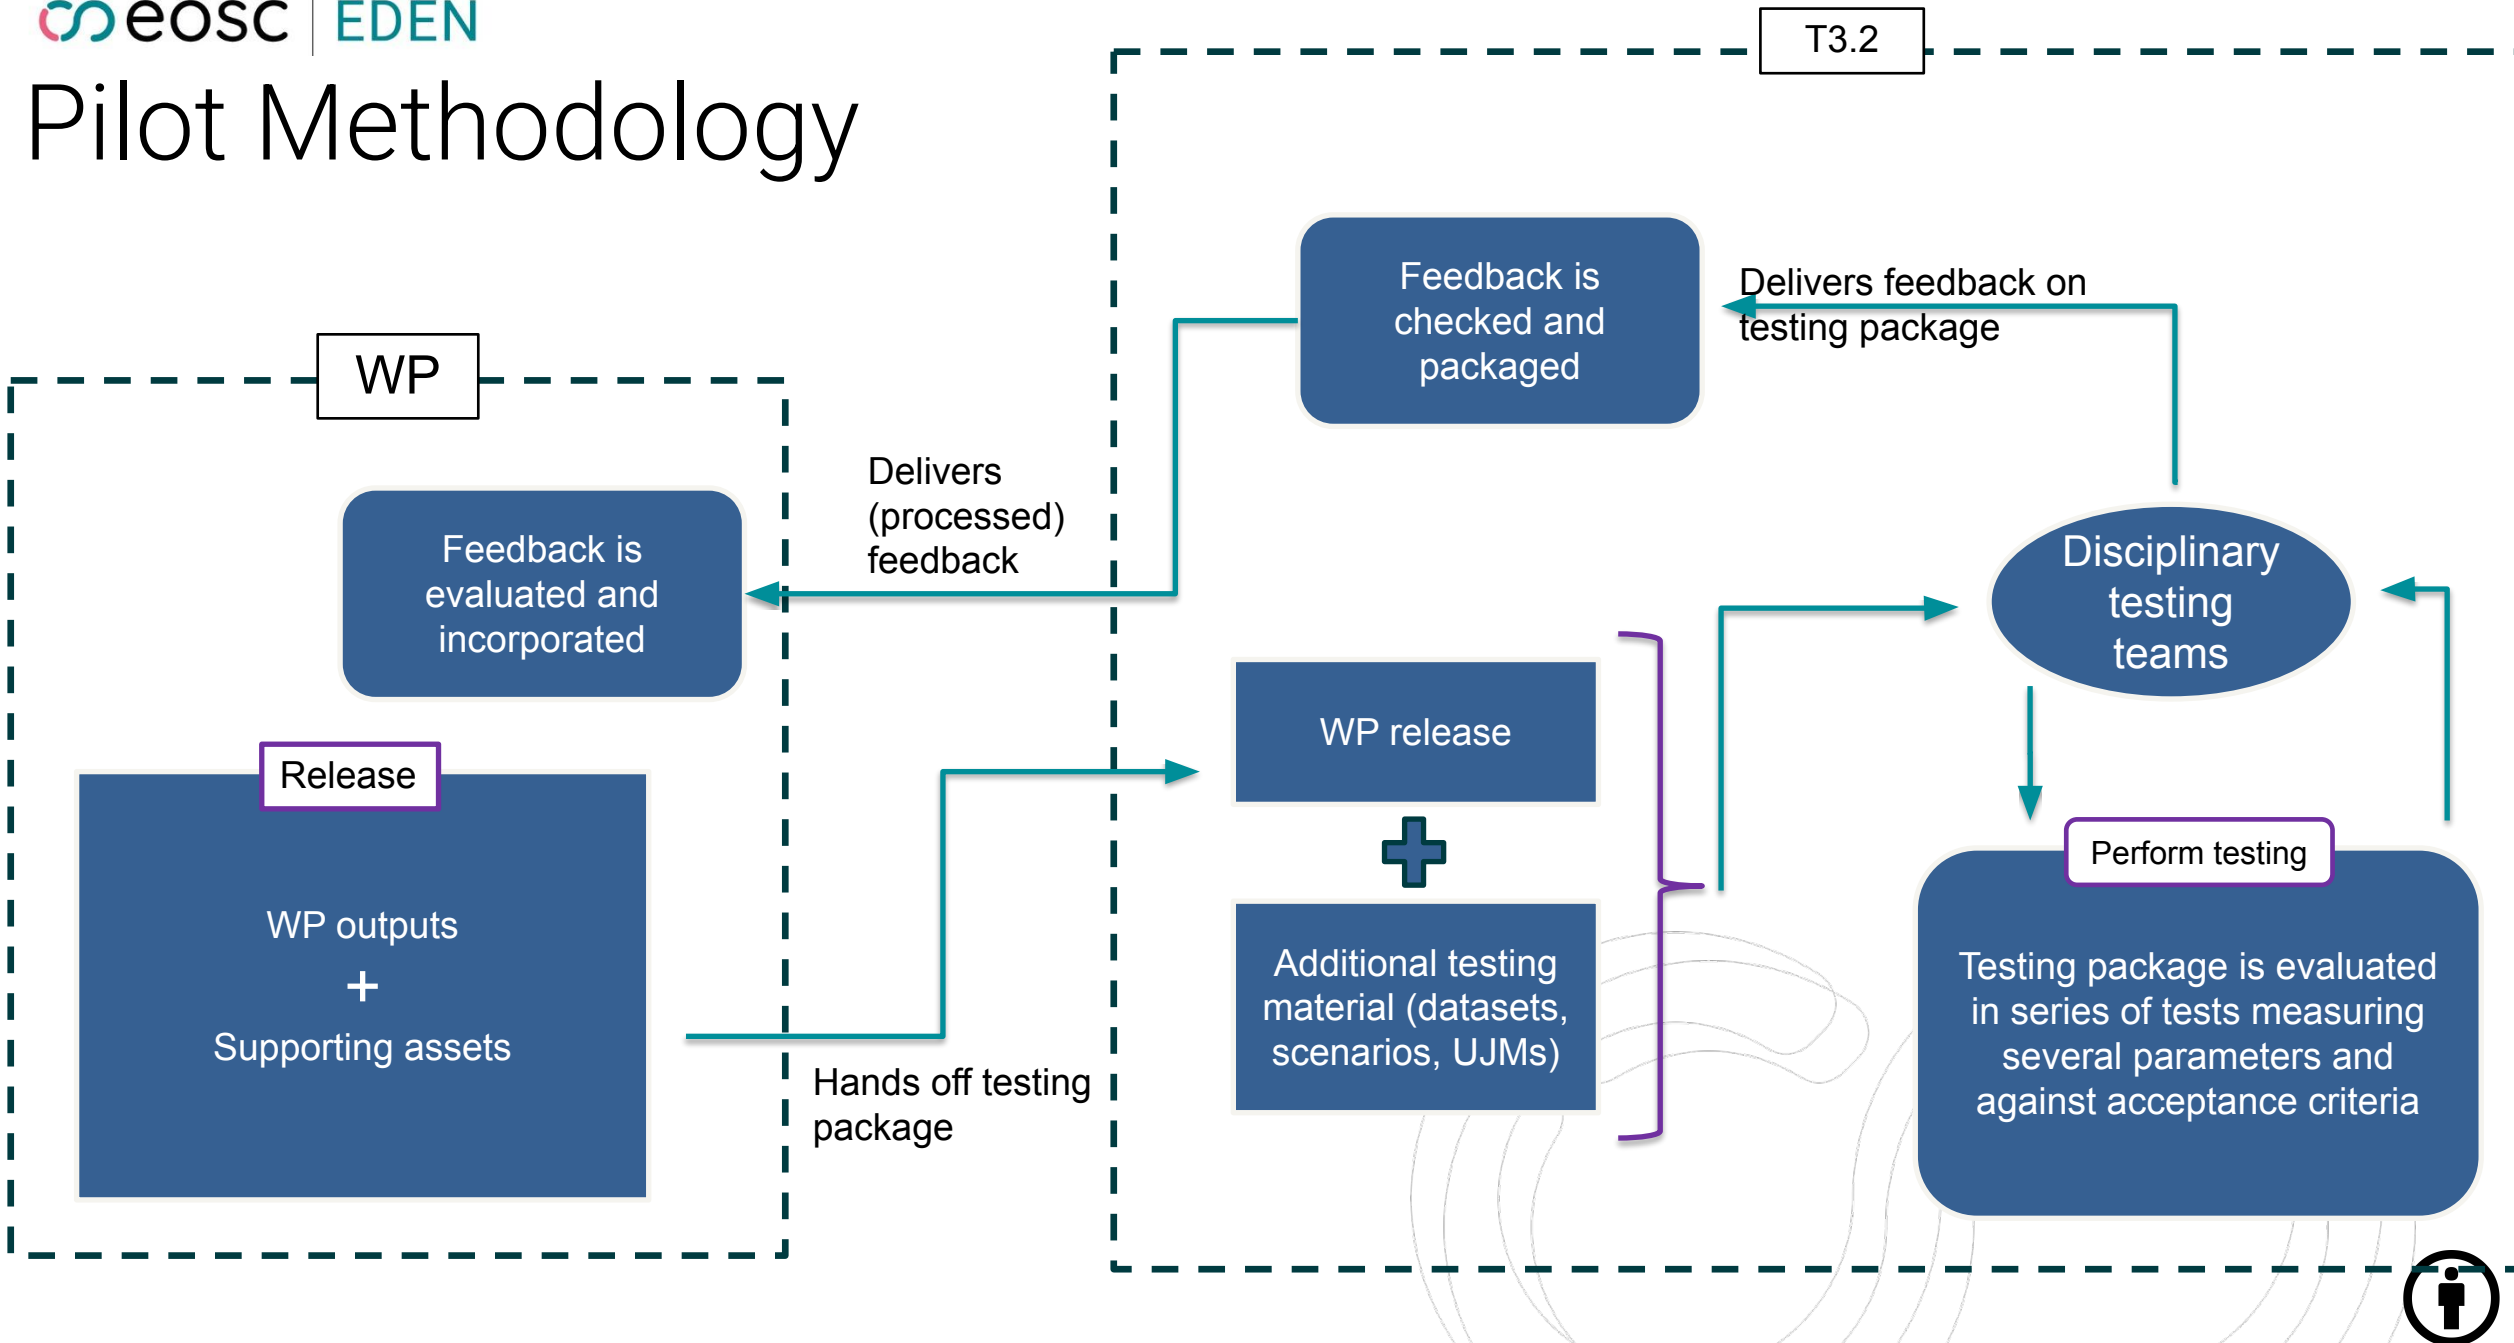 eosc EDEN
Pilot Methodology
T3.2
WP
Feedback is
evaluated and
incorporated
Release
WP outputs
+
Supporting assets
Delivers
(processed)
feedback
Hands off testing
package
Feedback is
checked and
packaged
Delivers feedback on
testing package
WP release
Additional testing
material (datasets,
scenarios, UJMs)
Disciplinary
testing
teams
Perform testing
Testing package is evaluated
in series of tests measuring
several parameters and
against acceptance criteria